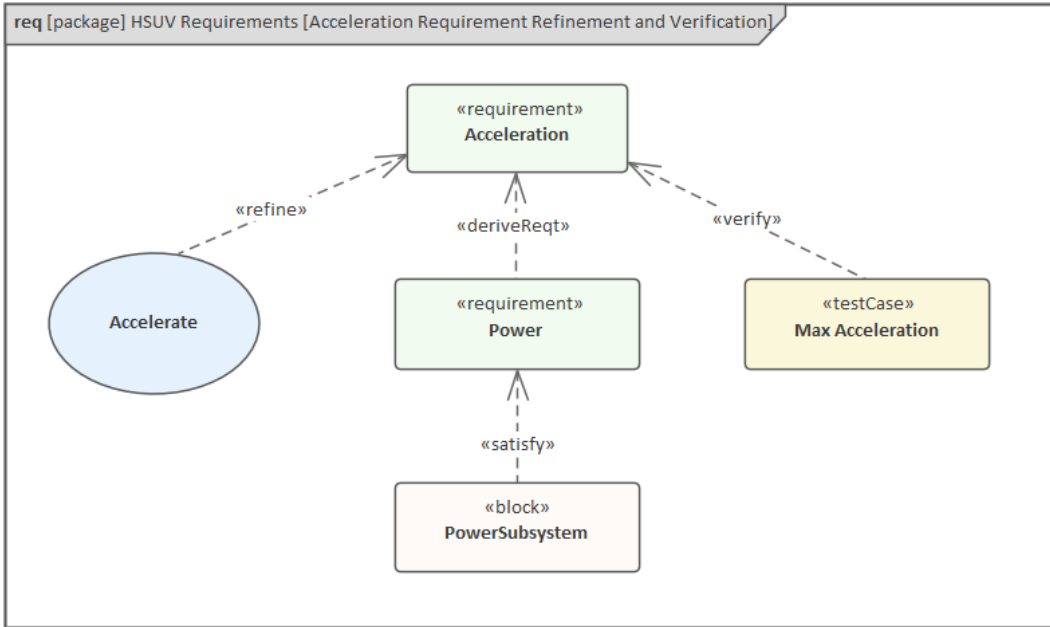 req [package] HSUV Requirements [Acceleration Requirement Refinement and Verification]
«requirement»
Acceleration
«refine»
«deriveReqt»
«verify»
Accelerate
«requirement»
Power
«testCase»
Max Acceleration
«satisfy»
«block»
PowerSubsystem